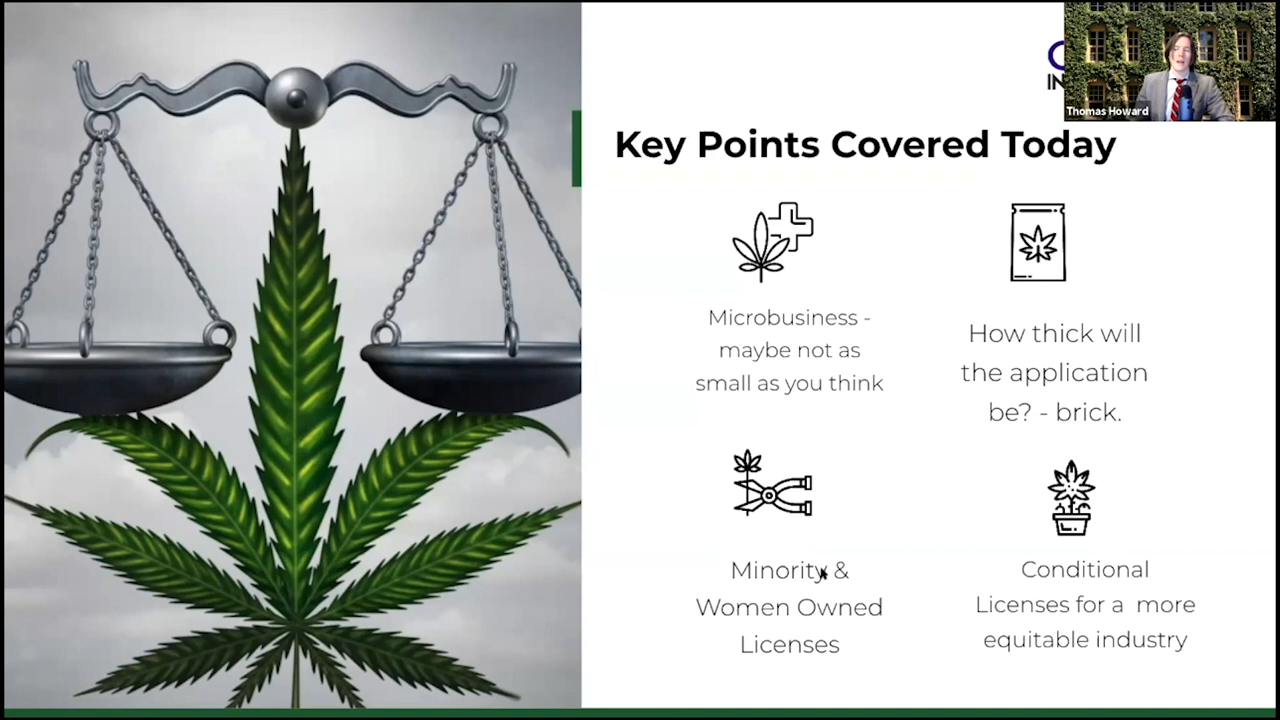 Thomas Howard
Key Points Covered Today
Microbusiness -
maybe not as
small as you think
How thick will
the application
be? - brick.
Minority &
Women Owned
Licenses
Conditional
Licenses for a more
equitable industry